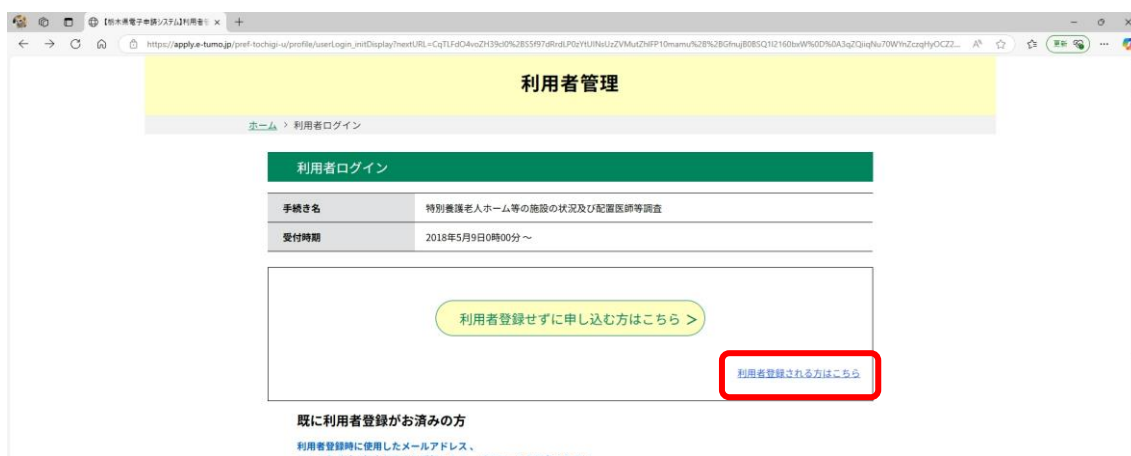 【栃木県電子申請システム】利用者
https://apply.e-tumo.jp/pref-tochigi-u/profile/userLogin_initDisplay?nextURL=
更新
利用者管理
ホーム > 利用者ログイン
利用者ログイン
手続き名 特別養護老人ホーム等の施設の状況及び配置医師等調査
受付時期 2018年5月9日0時00分～
利用者登録せずに申し込む方はこちら >
利用者登録される方はこちら
既に利用者登録がお済みの方
利用者登録時に使用したメールアドレス、